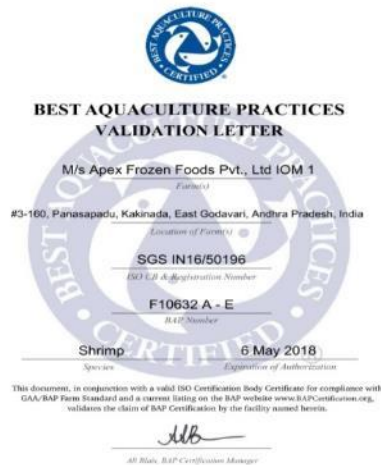 BEST AQUACULTURE PRACTICES
CERTIFIED
BEST AQUACULTURE PRACTICES
VALIDATION LETTER
M/s Apex Frozen Foods Pvt., Ltd IOM 1
Farm(s)
#3-160, Panasapadu, Kakinada, East Godavari, Andhra Pradesh, India
Location of Farm(s)
SGS IN16/50196
ISO CB & Registration Number
F10632 A - E
BAP Number
Shrimp 6 May 2018
Species Expiration of Authorization
This document, in conjunction with a valid ISO Certification Body Certificate for compliance with
GAA/BAP Farm Standard and a current listing on the BAP website www.BAPCertification.org,
validates the claim of BAP Certification by the facility named herein.
Blais, BAP Certification Manager
BEST AQUACULTURE PRACTICES
CERTIFIED